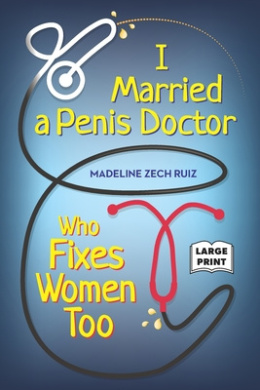 I
Married
a Penis Doctor
MADELINE ZECH RUIZ
Who
Fixes
Women
Too
LARGE
PRINT